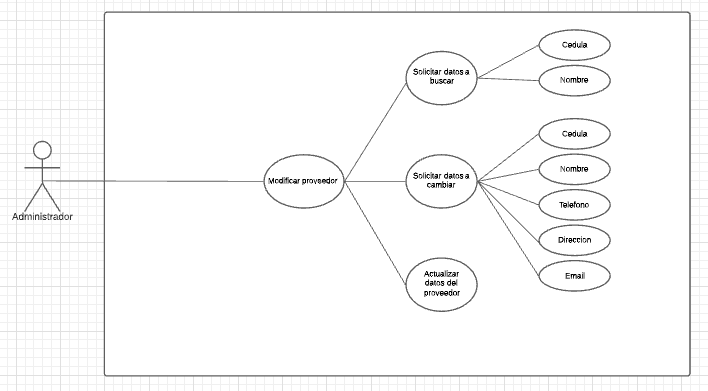 Administrador
Modificar proveedor
Solicitar datos a
buscar
Cedula
Nombre
Solicitar datos a
cambiar
Cedula
Nombre
Telefono
Direccion
Email
Actualizar
datos del
proveedor